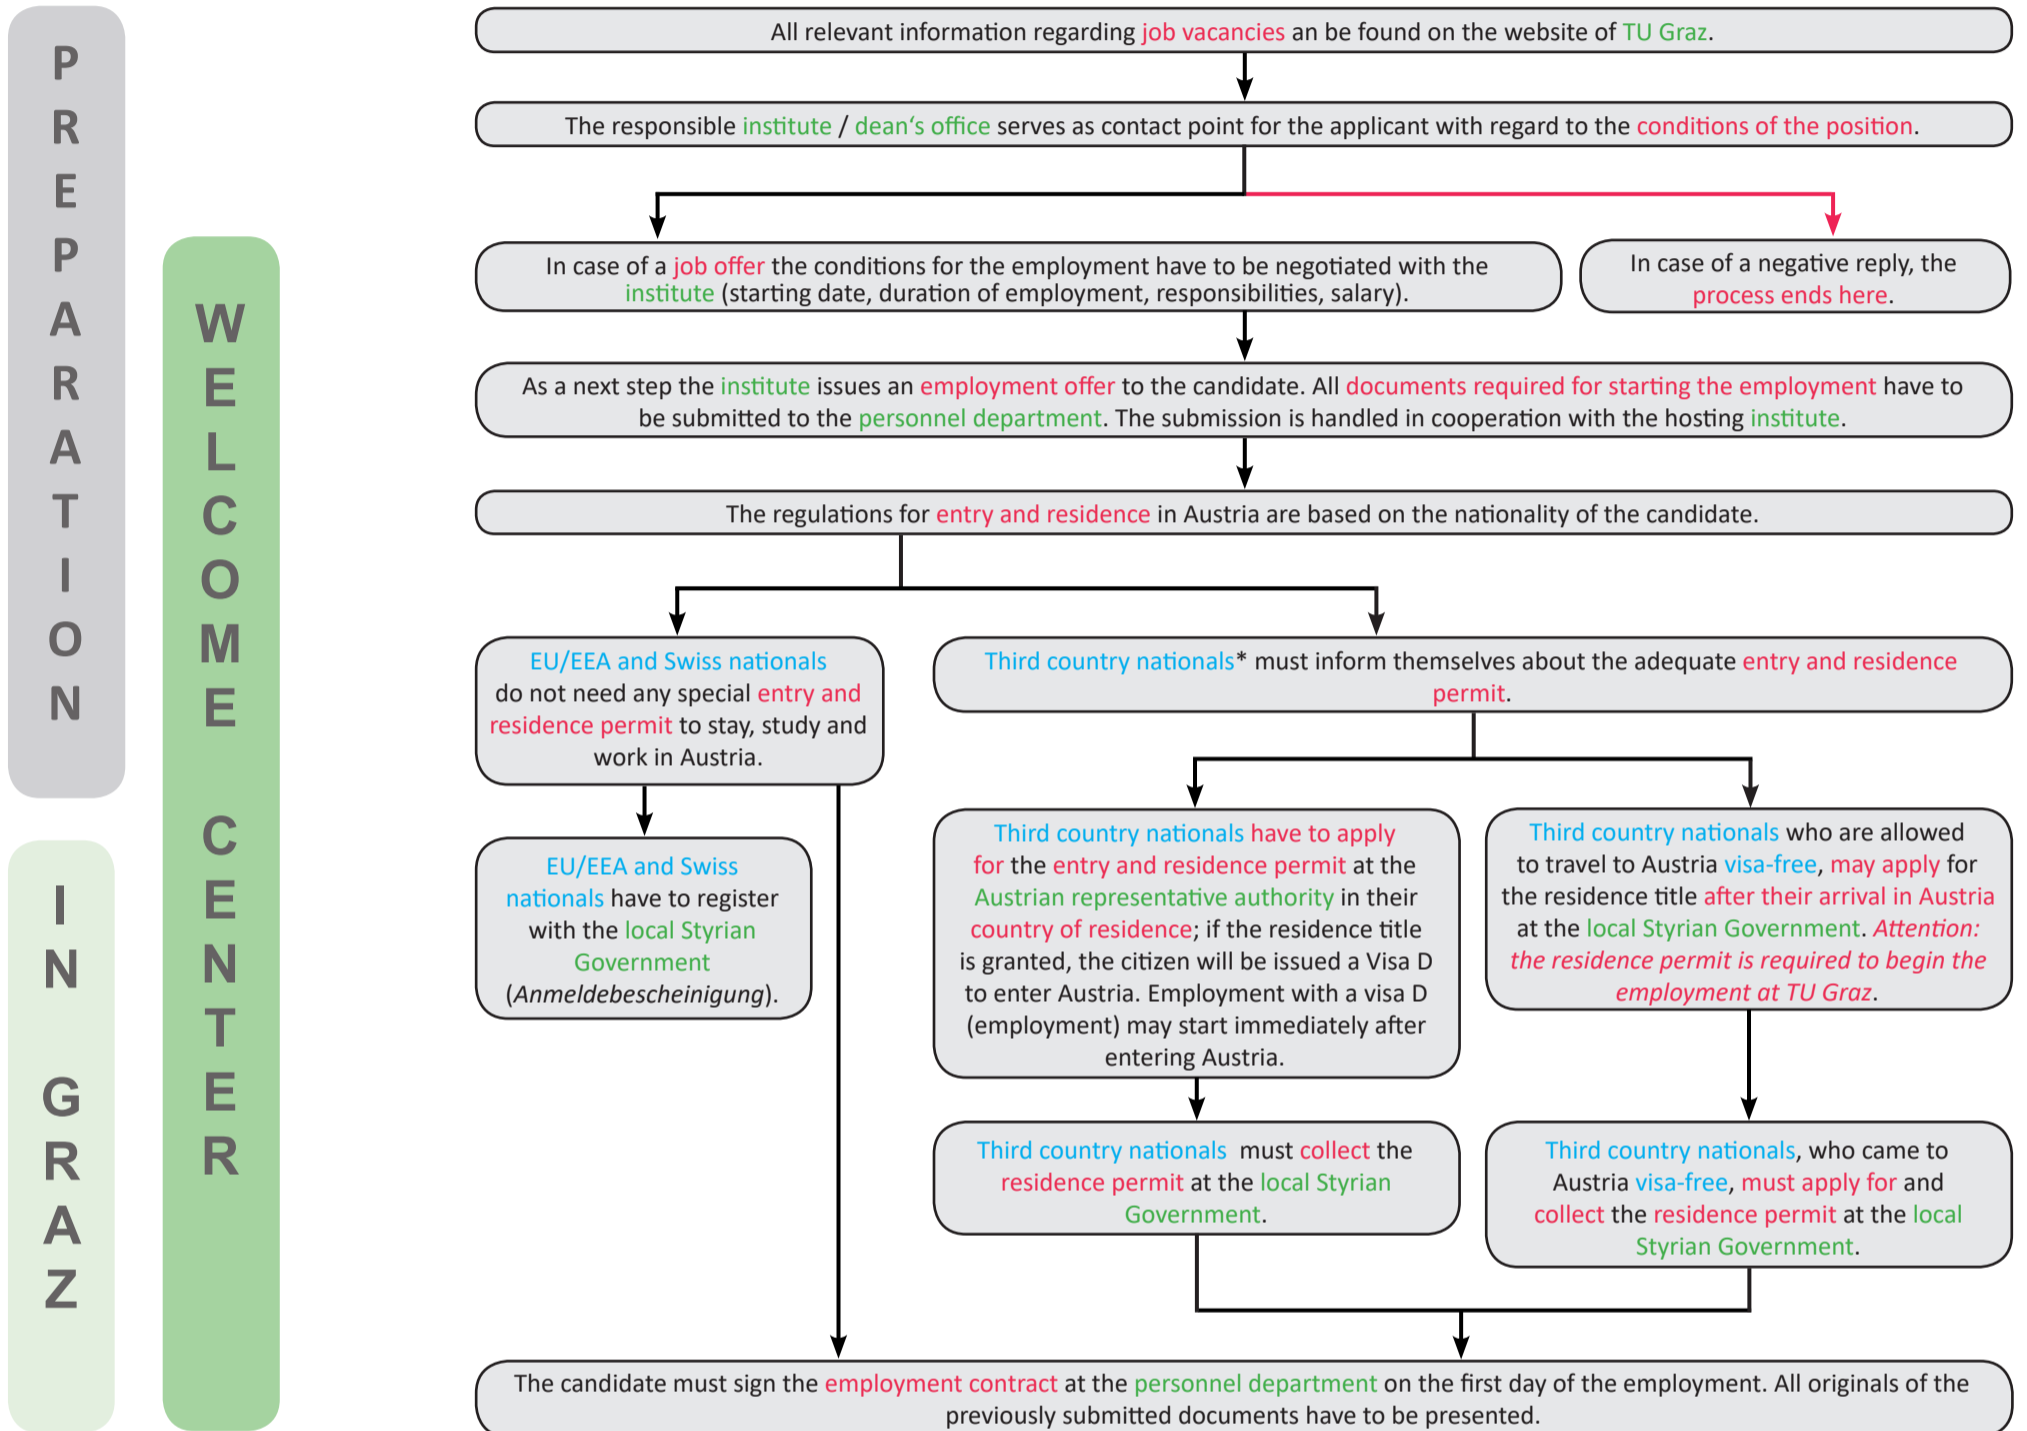 PREPARATION
WELCOME CENTER
IN GRAZ
All relevant information regarding job vacancies an be found on the website of TU Graz.
The responsible institute / dean‘s office serves as contact point for the applicant with regard to the conditions of the position.
In case of a job offer the conditions for the employment have to be negotiated with the
institute (starting date, duration of employment, responsibilities, salary).
In case of a negative reply, the
process ends here.
As a next step the institute issues an employment offer to the candidate. All documents required for starting the employment have to
be submitted to the personnel department. The submission is handled in cooperation with the hosting institute.
The regulations for entry and residence in Austria are based on the nationality of the candidate.
EU/EEA and Swiss nationals
do not need any special entry and
residence permit to stay, study and
work in Austria.
Third country nationals* must inform themselves about the adequate entry and residence
permit.
EU/EEA and Swiss
nationals have to register
with the local Styrian
Government
(Anmeldebescheinigung).
Third country nationals have to apply
for the entry and residence permit at the
Austrian representative authority in their
country of residence; if the residence title
is granted, the citizen will be issued a Visa D
to enter Austria. Employment with a visa D
(employment) may start immediately after
entering Austria.
Third country nationals who are allowed
to travel to Austria visa-free, may apply for
the residence title after their arrival in Austria
at the local Styrian Government. Attention:
the residence permit is required to begin the
employment at TU Graz.
Third country nationals must collect the
residence permit at the local Styrian
Government.
Third country nationals, who came to
Austria visa-free, must apply for and
collect the residence permit at the local
Styrian Government.
The candidate must sign the employment contract at the personnel department on the first day of the employment. All originals of the
previously submitted documents have to be presented.